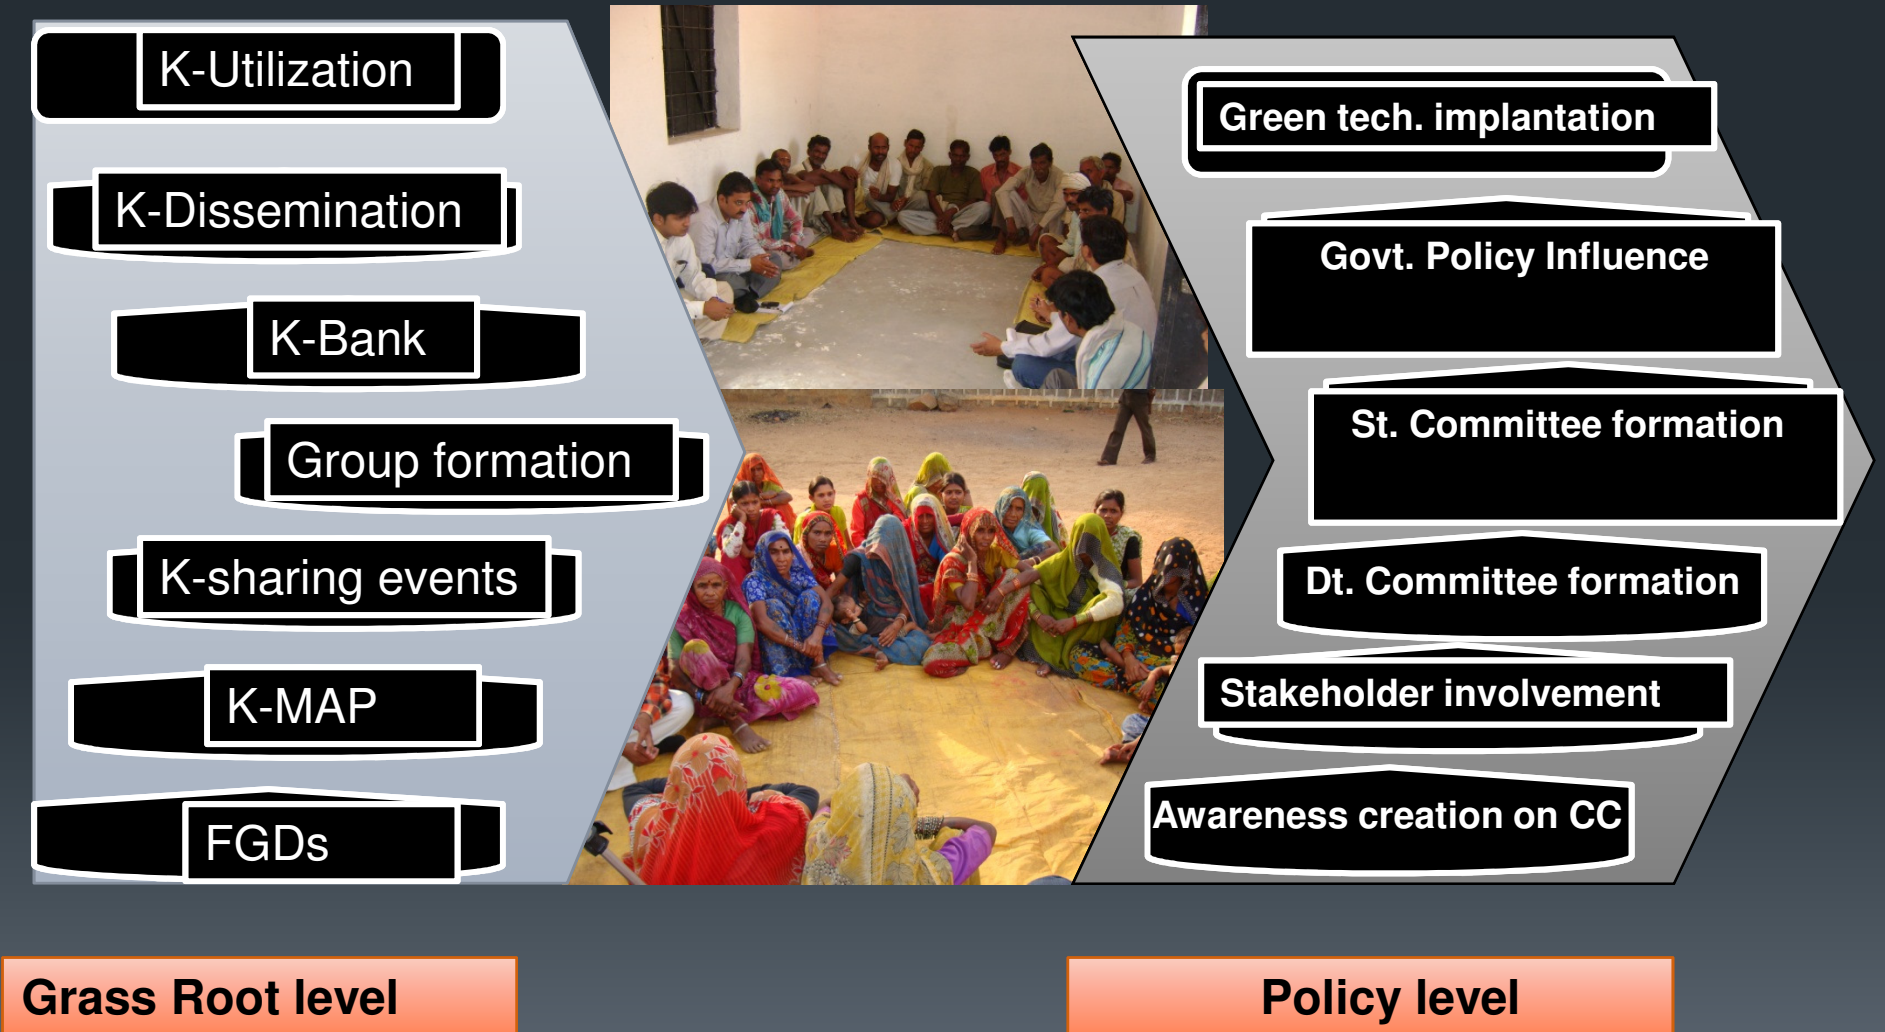 K-Utilization
K-Dissemination
K-Bank
Group formation
K-sharing events
K-MAP
FGDs
Grass Root level
Green tech. implantation
Govt. Policy Influence
St. Committee formation
Dt. Committee formation
Stakeholder involvement
Awareness creation on CC
Policy level